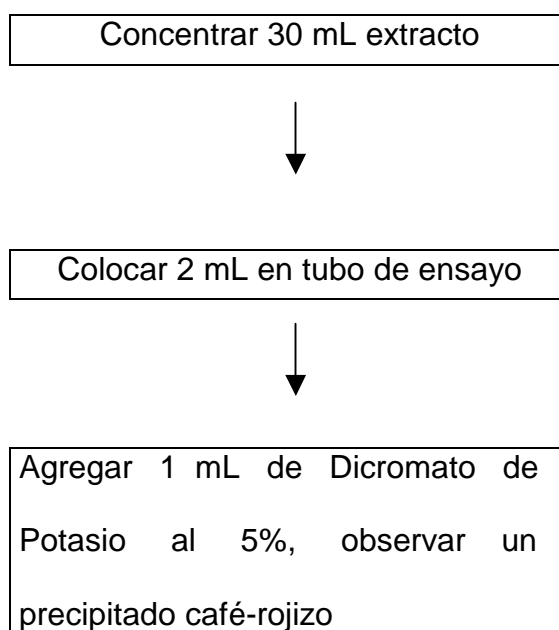 Concentrar 30 mL extracto
Colocar 2 mL en tubo de ensayo
Agregar 1 mL de Dicromato de
Potasio al 5%, observar un
precipitado café-rojizo